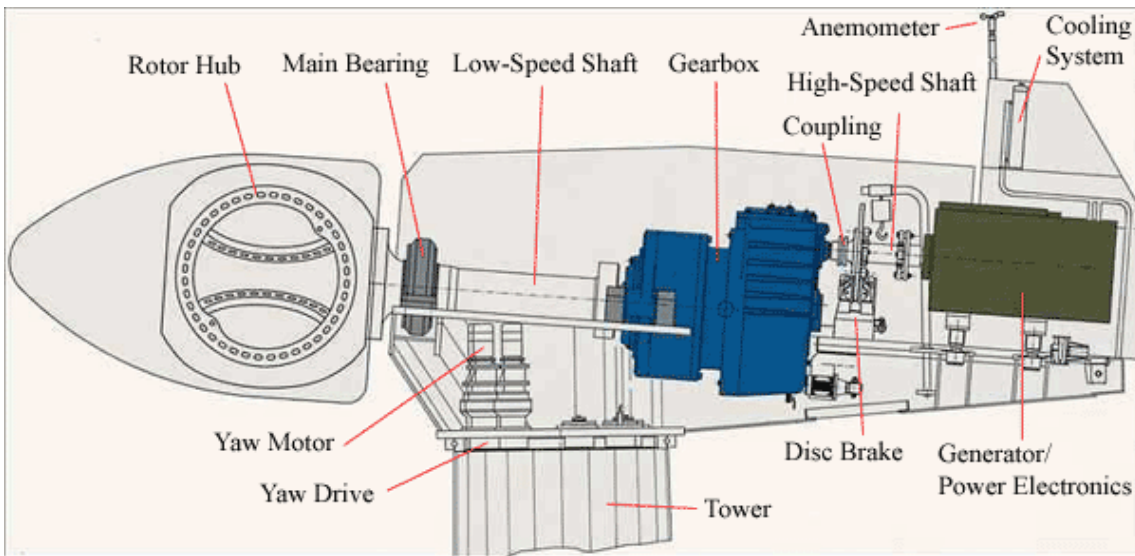 Anemometer
Cooling
System
Rotor Hub
Main Bearing
Low-Speed Shaft
Gearbox
High-Speed Shaft
Coupling
Yaw Motor
Disc Brake
Generator/
Power Electronics
Yaw Drive
Tower